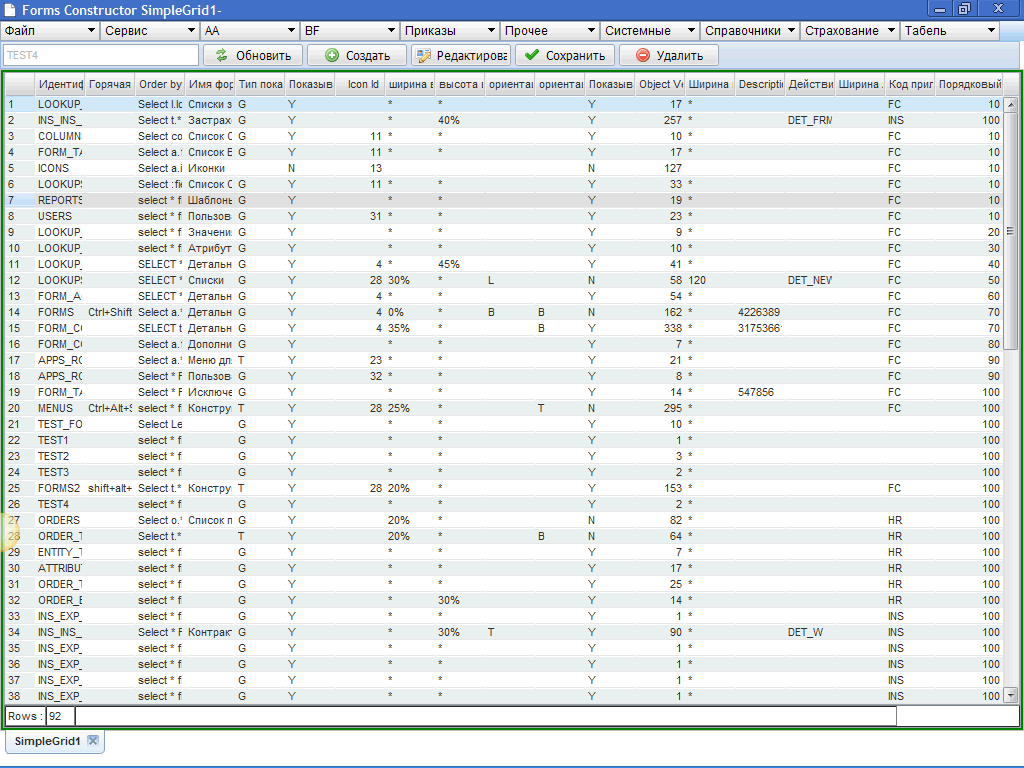 Forms Constructor SimpleGrid1-
Файл Сервис AA BF Приказы Прочее Системные Справочники Страхование Табель
TEST4 Обновить Создать Редактирова Сохранить Удалить
Идентиф Горячая Order by Имя фор Тип пока Показыв Icon Id ширина в высота п ориентац ориентац Показыв Object Ve Ширина Descripti Действи Ширина Код прил Порядковый
1 LOOKUP_ Select l.lo Списки з G Y * * Y 17 * FC 10
2 INS_INS_ Select t.* Застрахо G Y * 40% Y 257 * DET_FRM INS 100
3 COLUMN Select co Список С G Y 11 * * Y 10 * FC 10
4 FORM_TA Select a.* Список В G Y 11 * * Y 17 * FC 10
5 ICONS Select a.i Иконки N 13 N 127 FC 10
6 LOOKUPS Select :fie Список С G Y 11 * * Y 33 * FC 10
7 REPORTS select * f Шаблоны G Y * * Y 19 * FC 10
8 USERS select * f Пользов G Y 31 * * Y 23 * FC 10
9 LOOKUP_ select * f Значени G Y * * Y 9 * FC 20
10 LOOKUP_ select * f Атрибут G Y * * Y 10 * FC 30
11 LOOKUP_ SELECT * Детальн G Y 4 * 45% Y 41 * FC 40
12 LOOKUPS SELECT * Списки G Y 28 30% * L N 58 120 DET_NEW FC 50
13 FORM_A SELECT * Детальн G Y 4 * * Y 54 * FC 60
14 FORMS Ctrl+Shift Select a.* Детальн G Y 4 0% * B B N 162 * 4226389 FC 70
15 FORM_CO SELECT t Детальн G Y 4 35% * B Y 338 * 3175366 FC 70
16 FORM_CO Select a.* Дополни G Y * * Y 7 * FC 80
17 APPS_RO Select a.* Меню дл T Y 23 * * Y 21 * FC 90
18 APPS_RO Select * F Пользов G Y 32 * * Y 8 * FC 90
19 FORM_TA Select * F Исключе G Y * * Y 14 * 547856 FC 100
20 MENUS Ctrl+Alt+S select * f Констру T Y 28 25% * T N 295 * FC 100
21 TEST_FO Select Le G Y * * Y 10 * 100
22 TEST1 select * f G Y * * Y 1 * 100
23 TEST2 select * f G Y * * Y 3 * 100
24 TEST3 select * f G Y * * Y 2 * 100
25 FORMS2 shift+alt+ Select t.* Констру T Y 28 20% * Y 153 * FC 100
26 TEST4 select * f G Y * * Y 2 * 100
27 ORDERS Select o.* Список п G Y 20% * N 82 * HR 100
28 ORDER_T Select t.* T Y 20% * B N 64 * HR 100
29 ENTITY_T select * f G Y * * Y 7 * HR 100
30 ATTRIBUT select * f G Y * * Y 17 * HR 100
31 ORDER_T select * f G Y * * Y 25 * HR 100
32 ORDER_E select * f G Y * 30% Y 14 * HR 100
33 INS_EXP_ select * f G Y * * Y 1 * INS 100
34 INS_INS_ Select * F Контракт G Y * 30% T Y 90 * DET_W INS 100
35 INS_EXP_ select * f G Y * * Y 1 * INS 100
36 INS_EXP_ select * f G Y * * Y 1 * INS 100
37 INS_EXP_ select * f G Y * * Y 1 * INS 100
38 INS_EXP_ select * f G Y * * Y 1 * INS 100
Rows : 92
SimpleGrid1